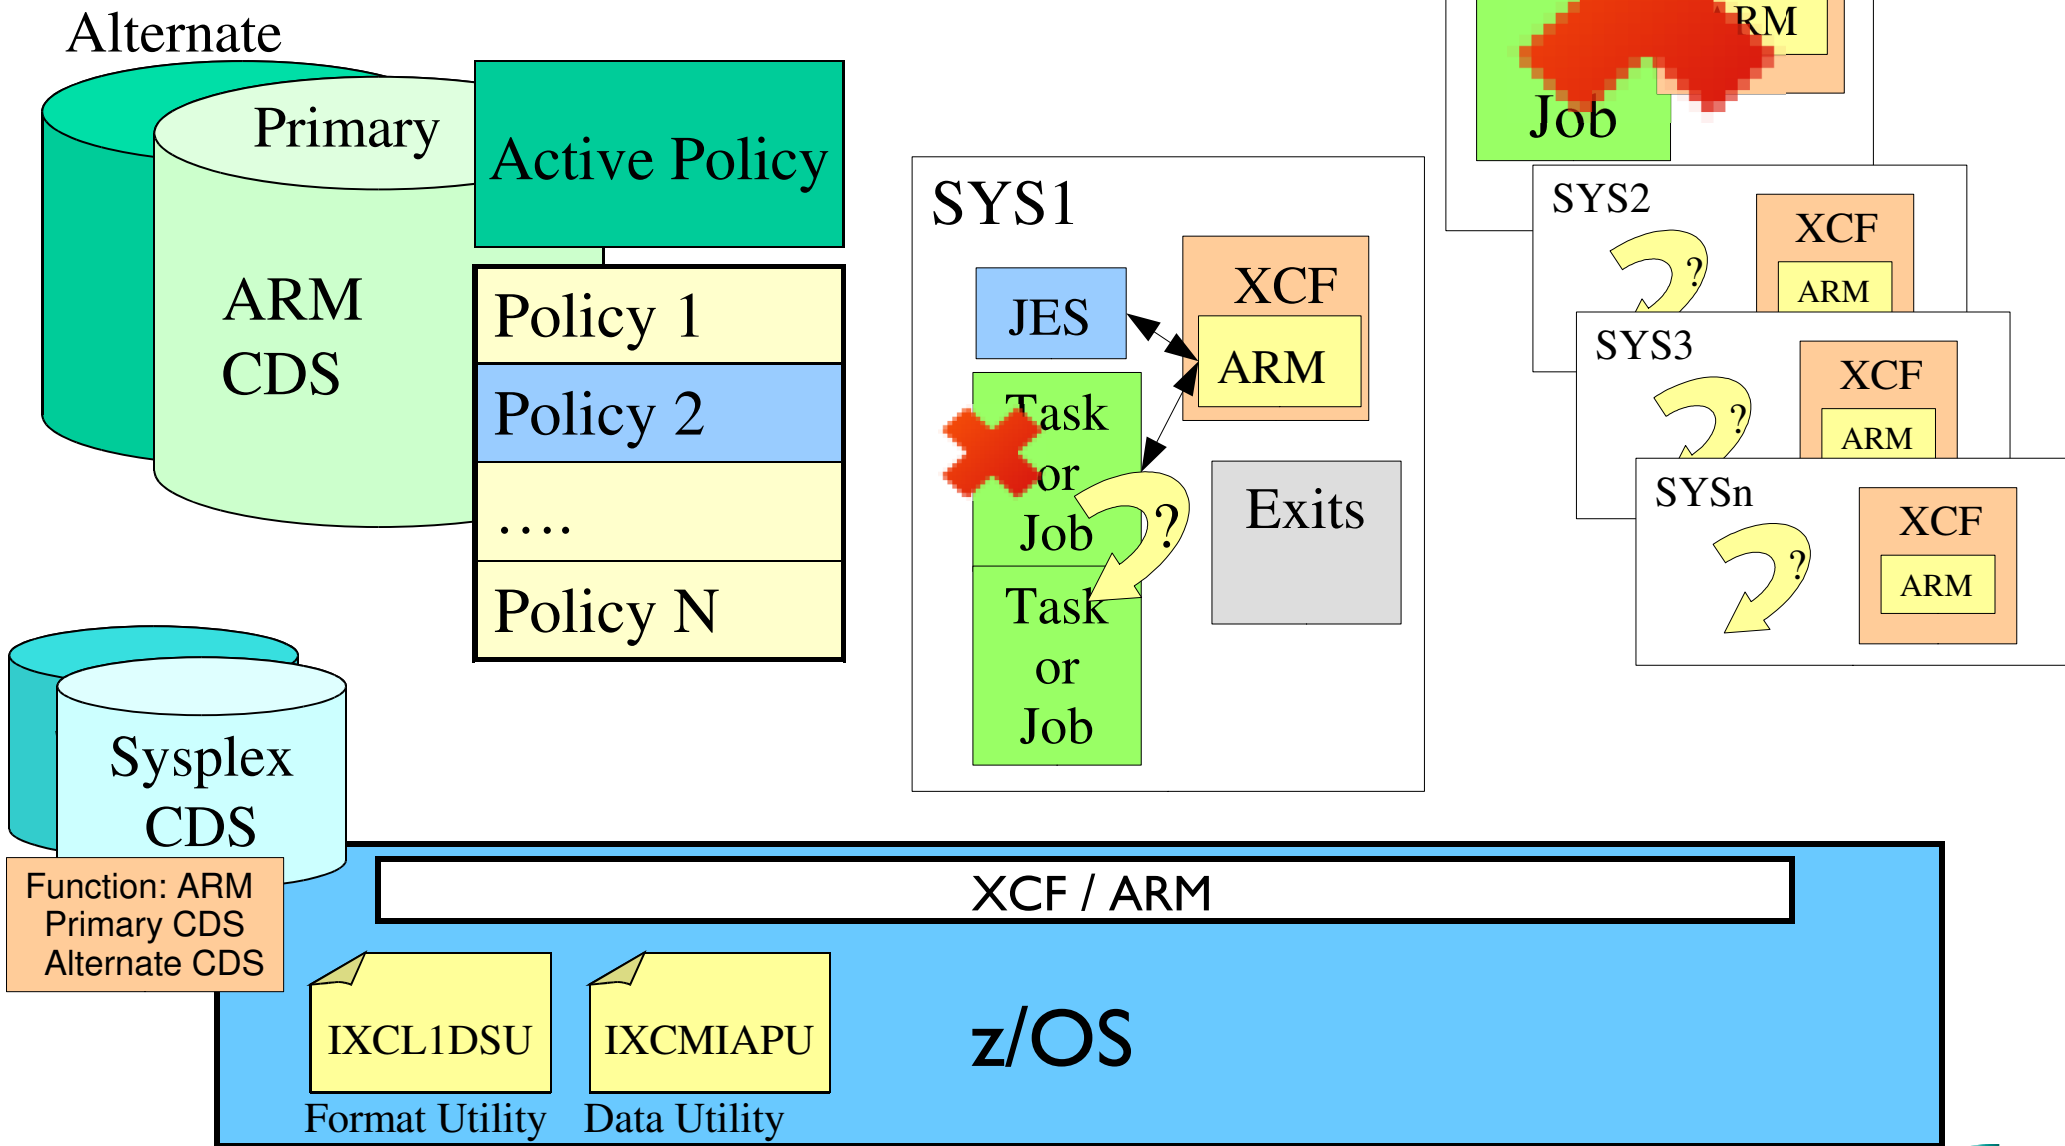 Alternate
Primary
Active Policy
ARM
CDS
Policy 1
Policy 2
....
Policy N
Sysplex
CDS
Function: ARM
Primary CDS
Alternate CDS
SYS1
JES
XCF
ARM
Task
or
Job
?
Task
or
Job
Exits
Job
SYS2
XCF
ARM
?
SYS3
XCF
ARM
?
SYSn
XCF
ARM
?
XCF / ARM
IXCL1DSU
IXCMIAPU
z/OS
Format Utility
Data Utility